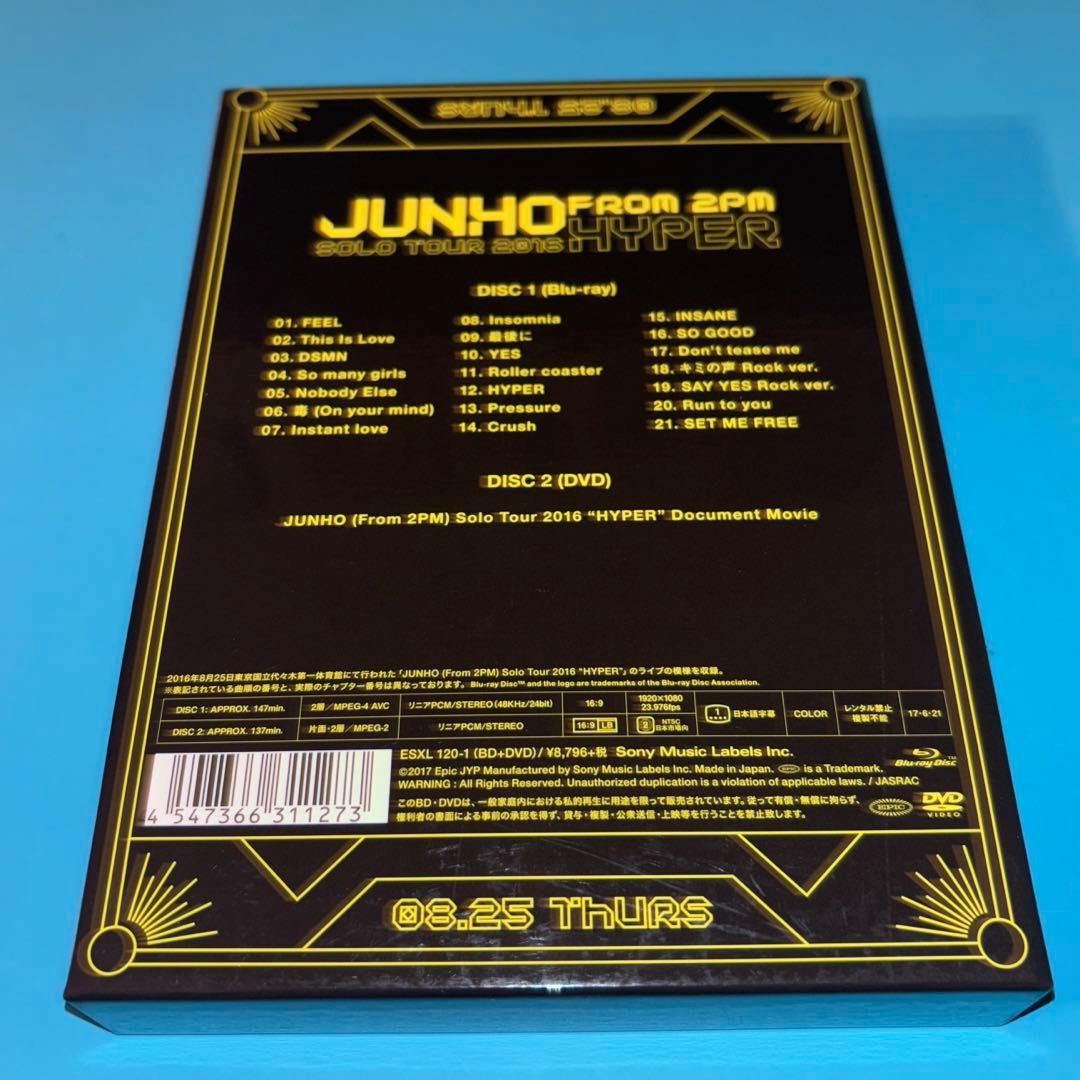 08.25 THURS
JUNHO FROM 2PM
SOLO TOUR 2016 HYPER
DISC 1 (Blu-ray)
01. FEEL
02. This Is Love
03. DSMN
04. So many girls
05. Nobody Else
06. 毒 (On your mind)
07. Instant love
08. Insomnia
09. 最後に
10. YES
11. Roller coaster
12. HYPER
13. Pressure
14. Crush
15. INSANE
16. SO GOOD
17. Don't tease me
18. キミの声 Rock ver.
19. SAY YES Rock ver.
20. Run to you
21. SET ME FREE
DISC 2 (DVD)
JUNHO (From 2PM) Solo Tour 2016 “HYPER” Document Movie
2016年8月25日東京国立代々木第一体育館にて行われた「JUNHO (From 2PM) Solo Tour 2016 “HYPER”」のライブの模様を収録。
※表記されている曲順の番号と、実際のチャプター番号は異なっております。Blu-ray Disc™ and the logo are trademarks of the Blu-ray Disc Association.
DISC 1: APPROX. 147min. 2層／MPEG-4 AVC リニアPCM/STEREO (48KHz/24bit) 16:9 1920×1080 23.976fps
DISC 2: APPROX. 137min. 片面・2層／MPEG-2 リニアPCM/STEREO 16:9 LB 2 NTSC 日本市場向
1 日本語字幕 COLOR レンタル禁止 複製不能 17・6・21
ESXL 120-1 (BD+DVD) / ¥8,796+税 Sony Music Labels Inc.
©2017 Epic JYP Manufactured by Sony Music Labels Inc. Made in Japan. EPIC is a Trademark.
WARNING : All Rights Reserved. Unauthorized duplication is a violation of applicable laws. / JASRAC
このBD・DVDは、一般家庭内における私的再生に用途を限って販売されています。従って有償・無償に拘らず、
権利者の書面による事前の承認を得ず、貸与・複製・公衆送信・上映等を行うことを禁止致します。
Blu-ray Disc™
EPIC
DVD VIDEO
4 547366 311273
08.25 THURS